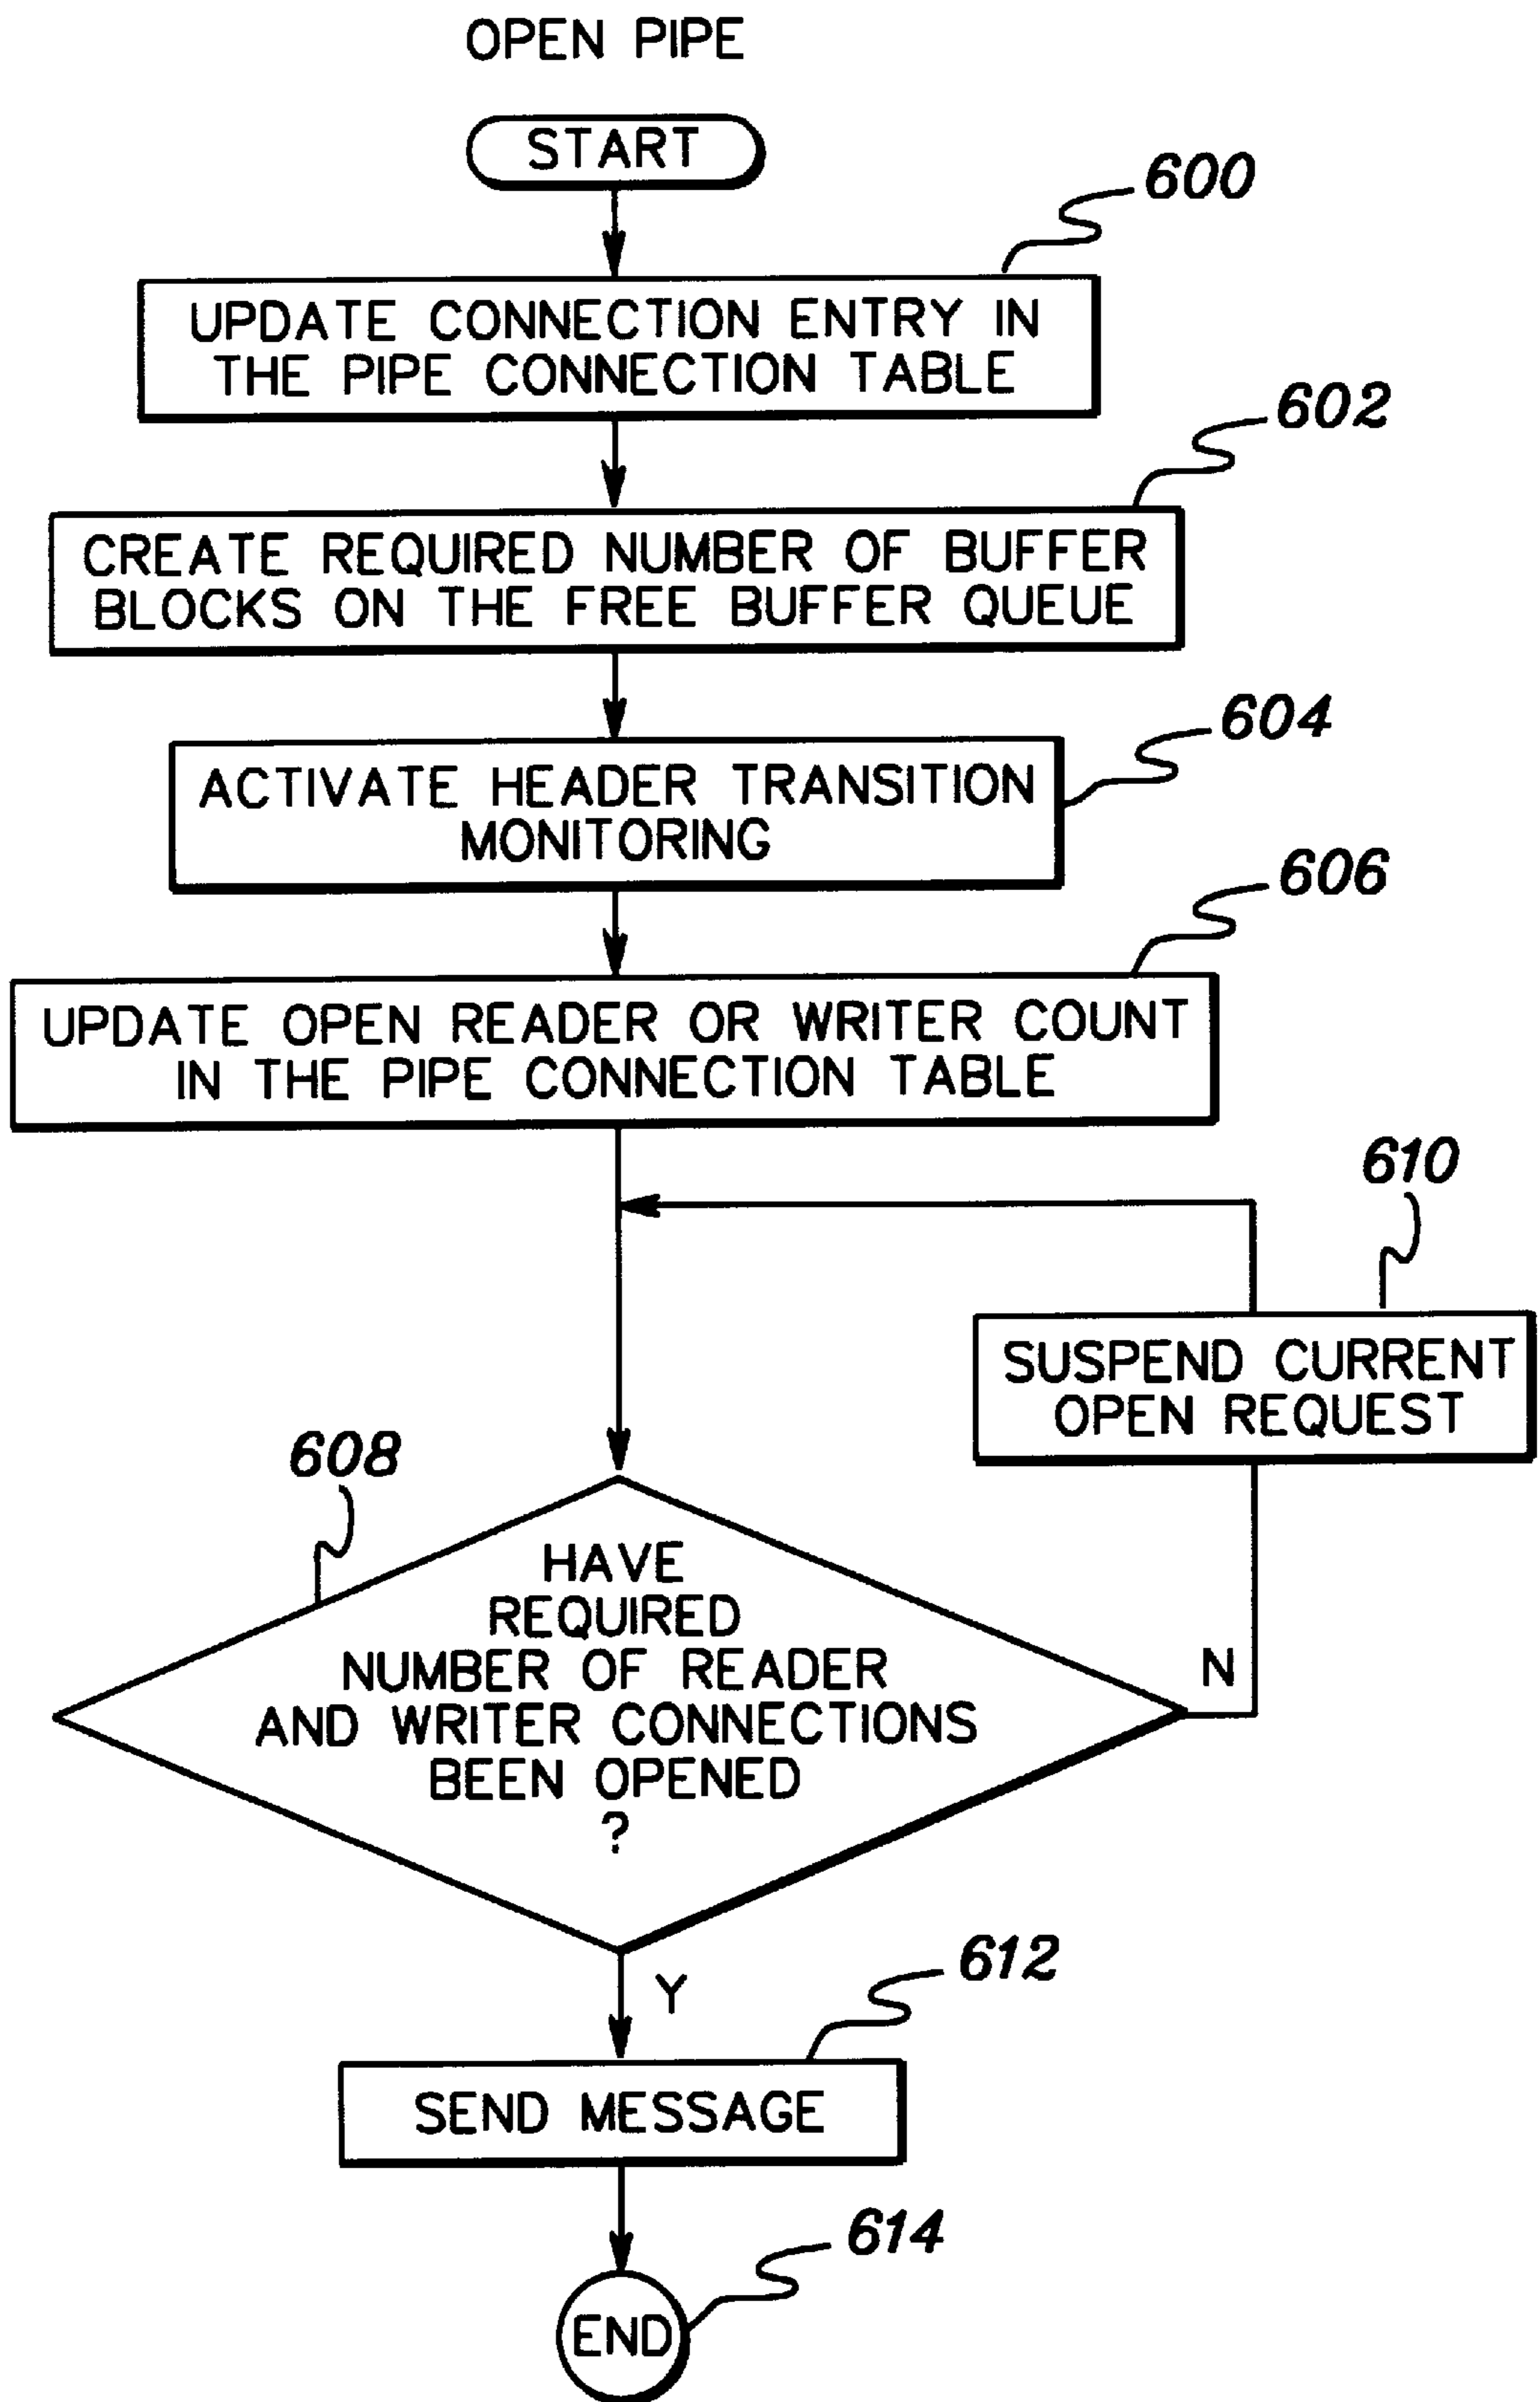 OPEN PIPE
START
600
UPDATE CONNECTION ENTRY IN
THE PIPE CONNECTION TABLE
602
CREATE REQUIRED NUMBER OF BUFFER
BLOCKS ON THE FREE BUFFER QUEUE
604
ACTIVATE HEADER TRANSITION
MONITORING
606
UPDATE OPEN READER OR WRITER COUNT
IN THE PIPE CONNECTION TABLE
610
SUSPEND CURRENT
OPEN REQUEST
608
HAVE
REQUIRED
NUMBER OF READER
AND WRITER CONNECTIONS
BEEN OPENED
?
N
Y
612
SEND MESSAGE
614
END